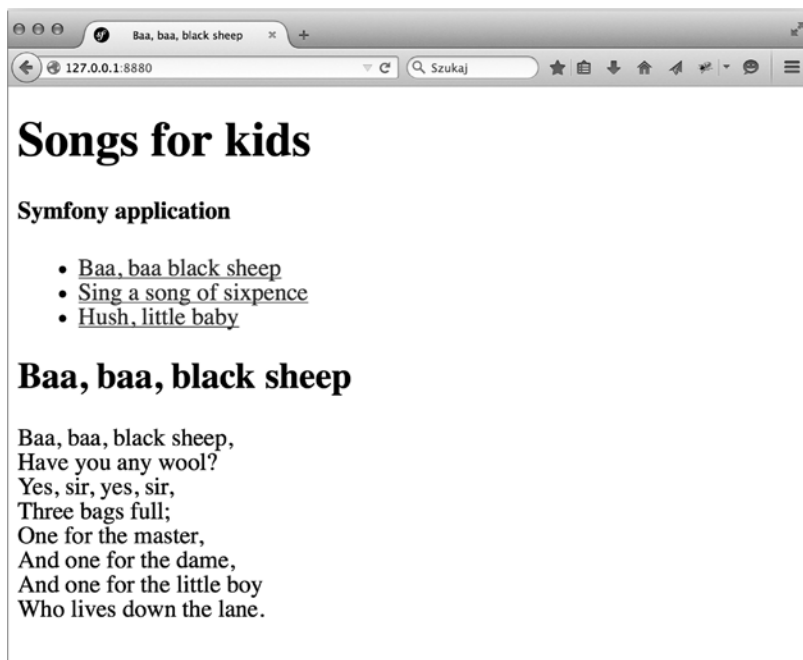 Baa, baa, black sheep
127.0.0.1:8880
Szukaj
Songs for kids
Symfony application
Baa, baa black sheep
Sing a song of sixpence
Hush, little baby
Baa, baa, black sheep
Baa, baa, black sheep,
Have you any wool?
Yes, sir, yes, sir,
Three bags full;
One for the master,
And one for the dame,
And one for the little boy
Who lives down the lane.